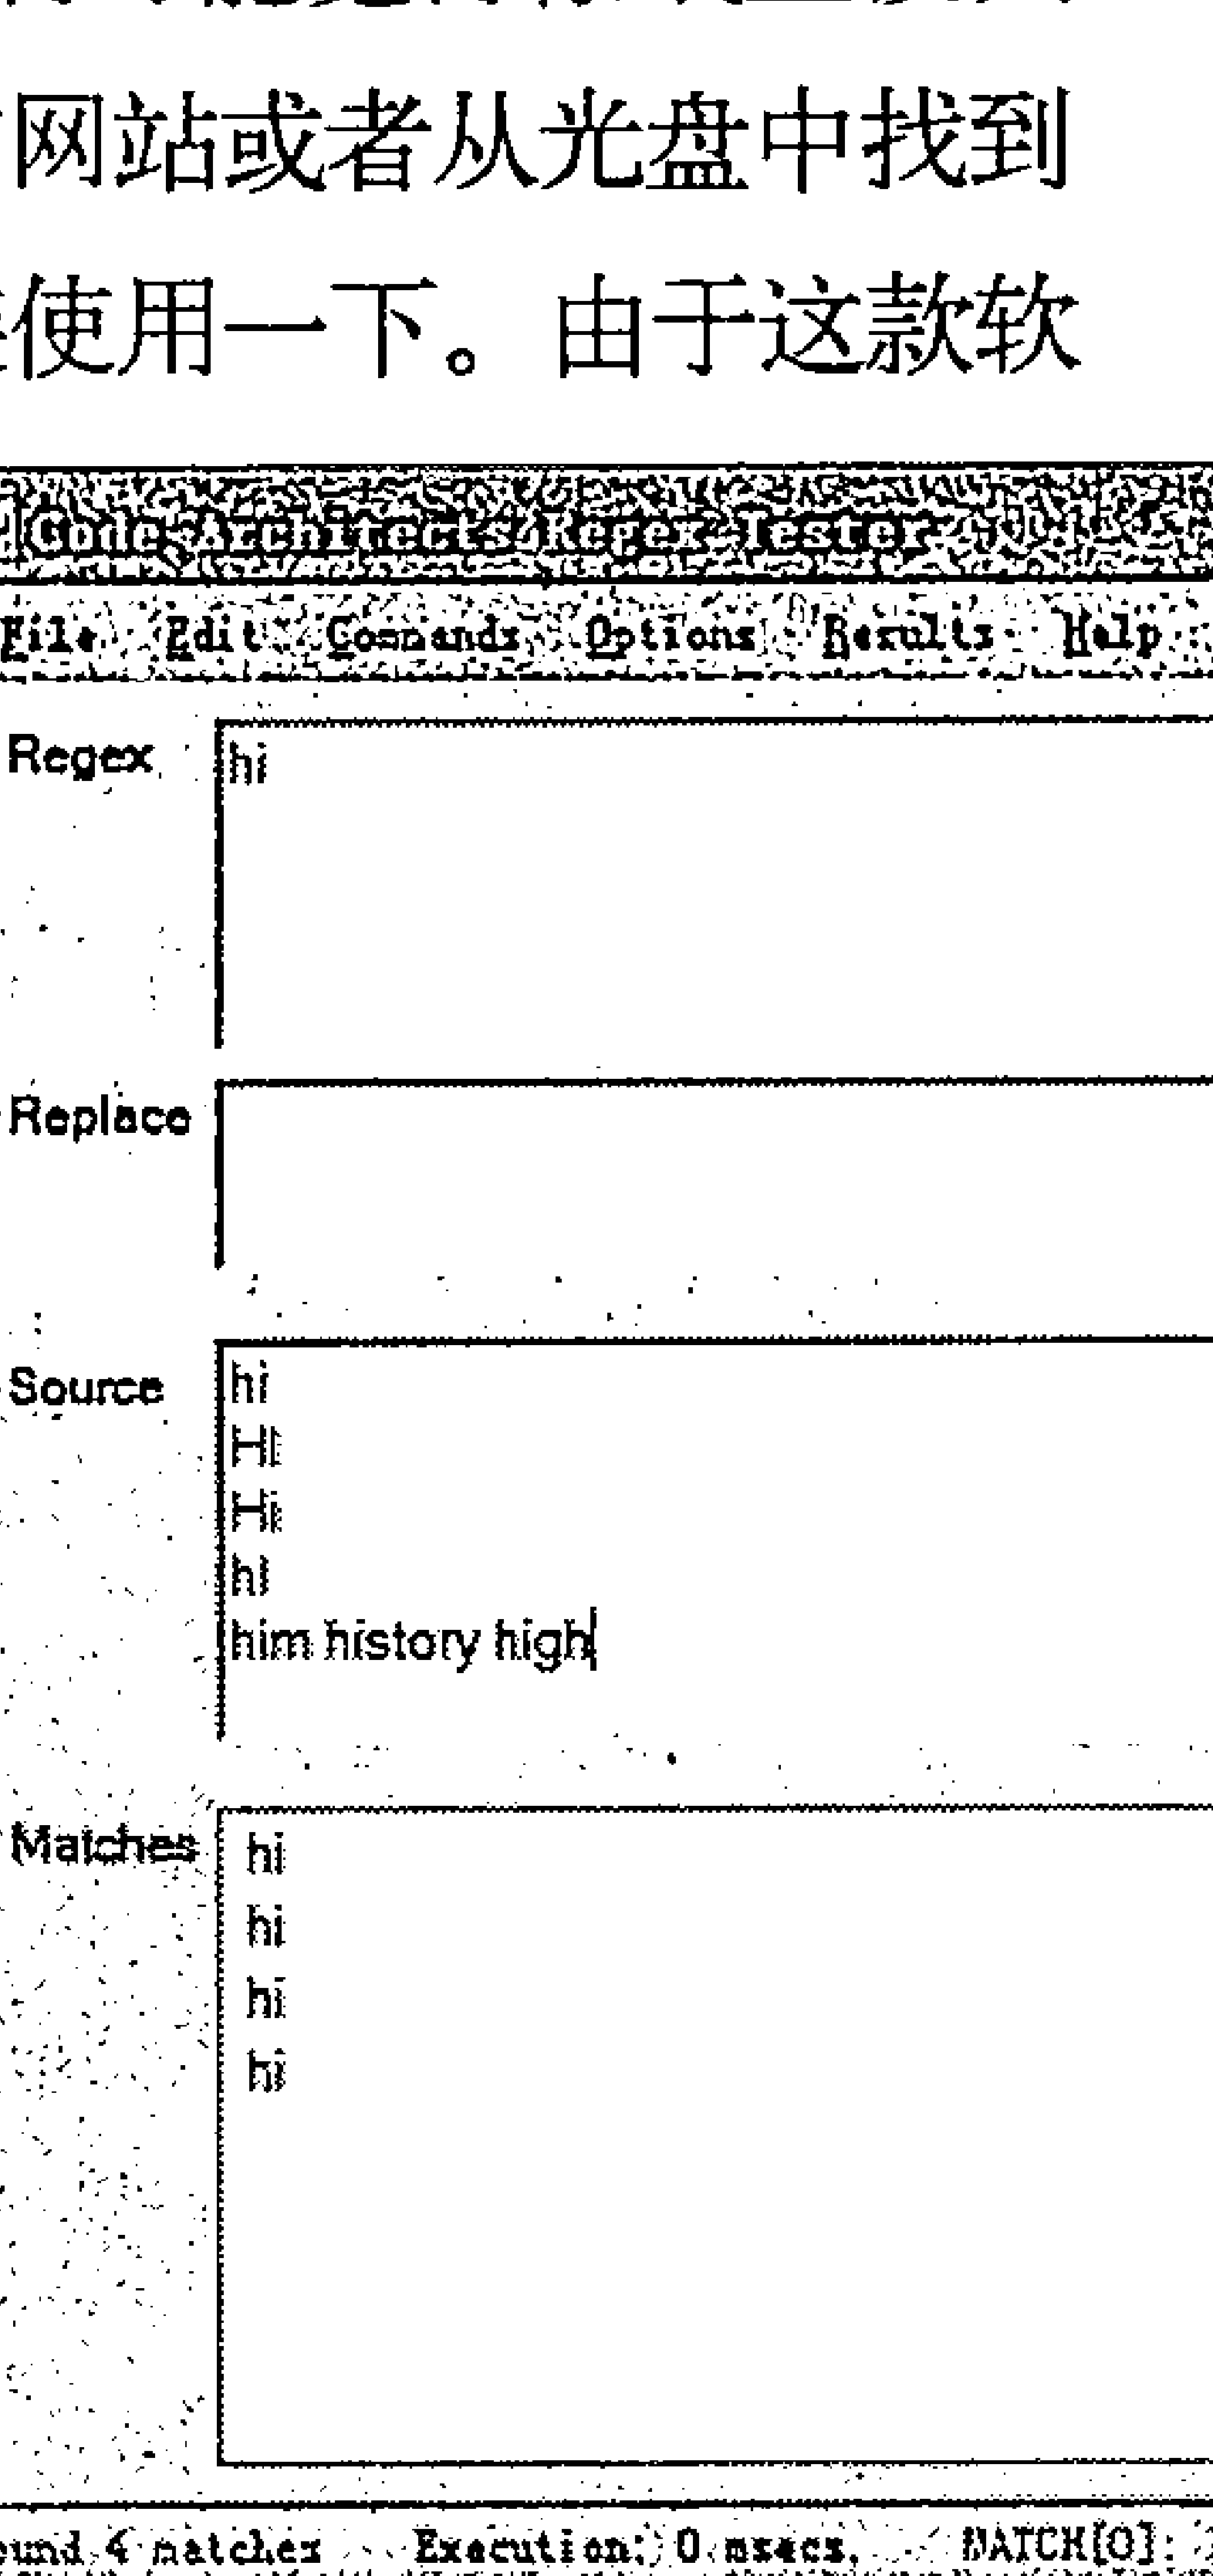 网站或者从光盘中找到
使用一下。由于这款软
Code Architects Regex Tester
File Edit Commands Options Results Help
Regex hi
Replace
Source hi
HI
Hi
hI
him history high
Matches hi
hi
hi
hi
ound 4 matches Execution: 0 msecs. MATCH[0]: